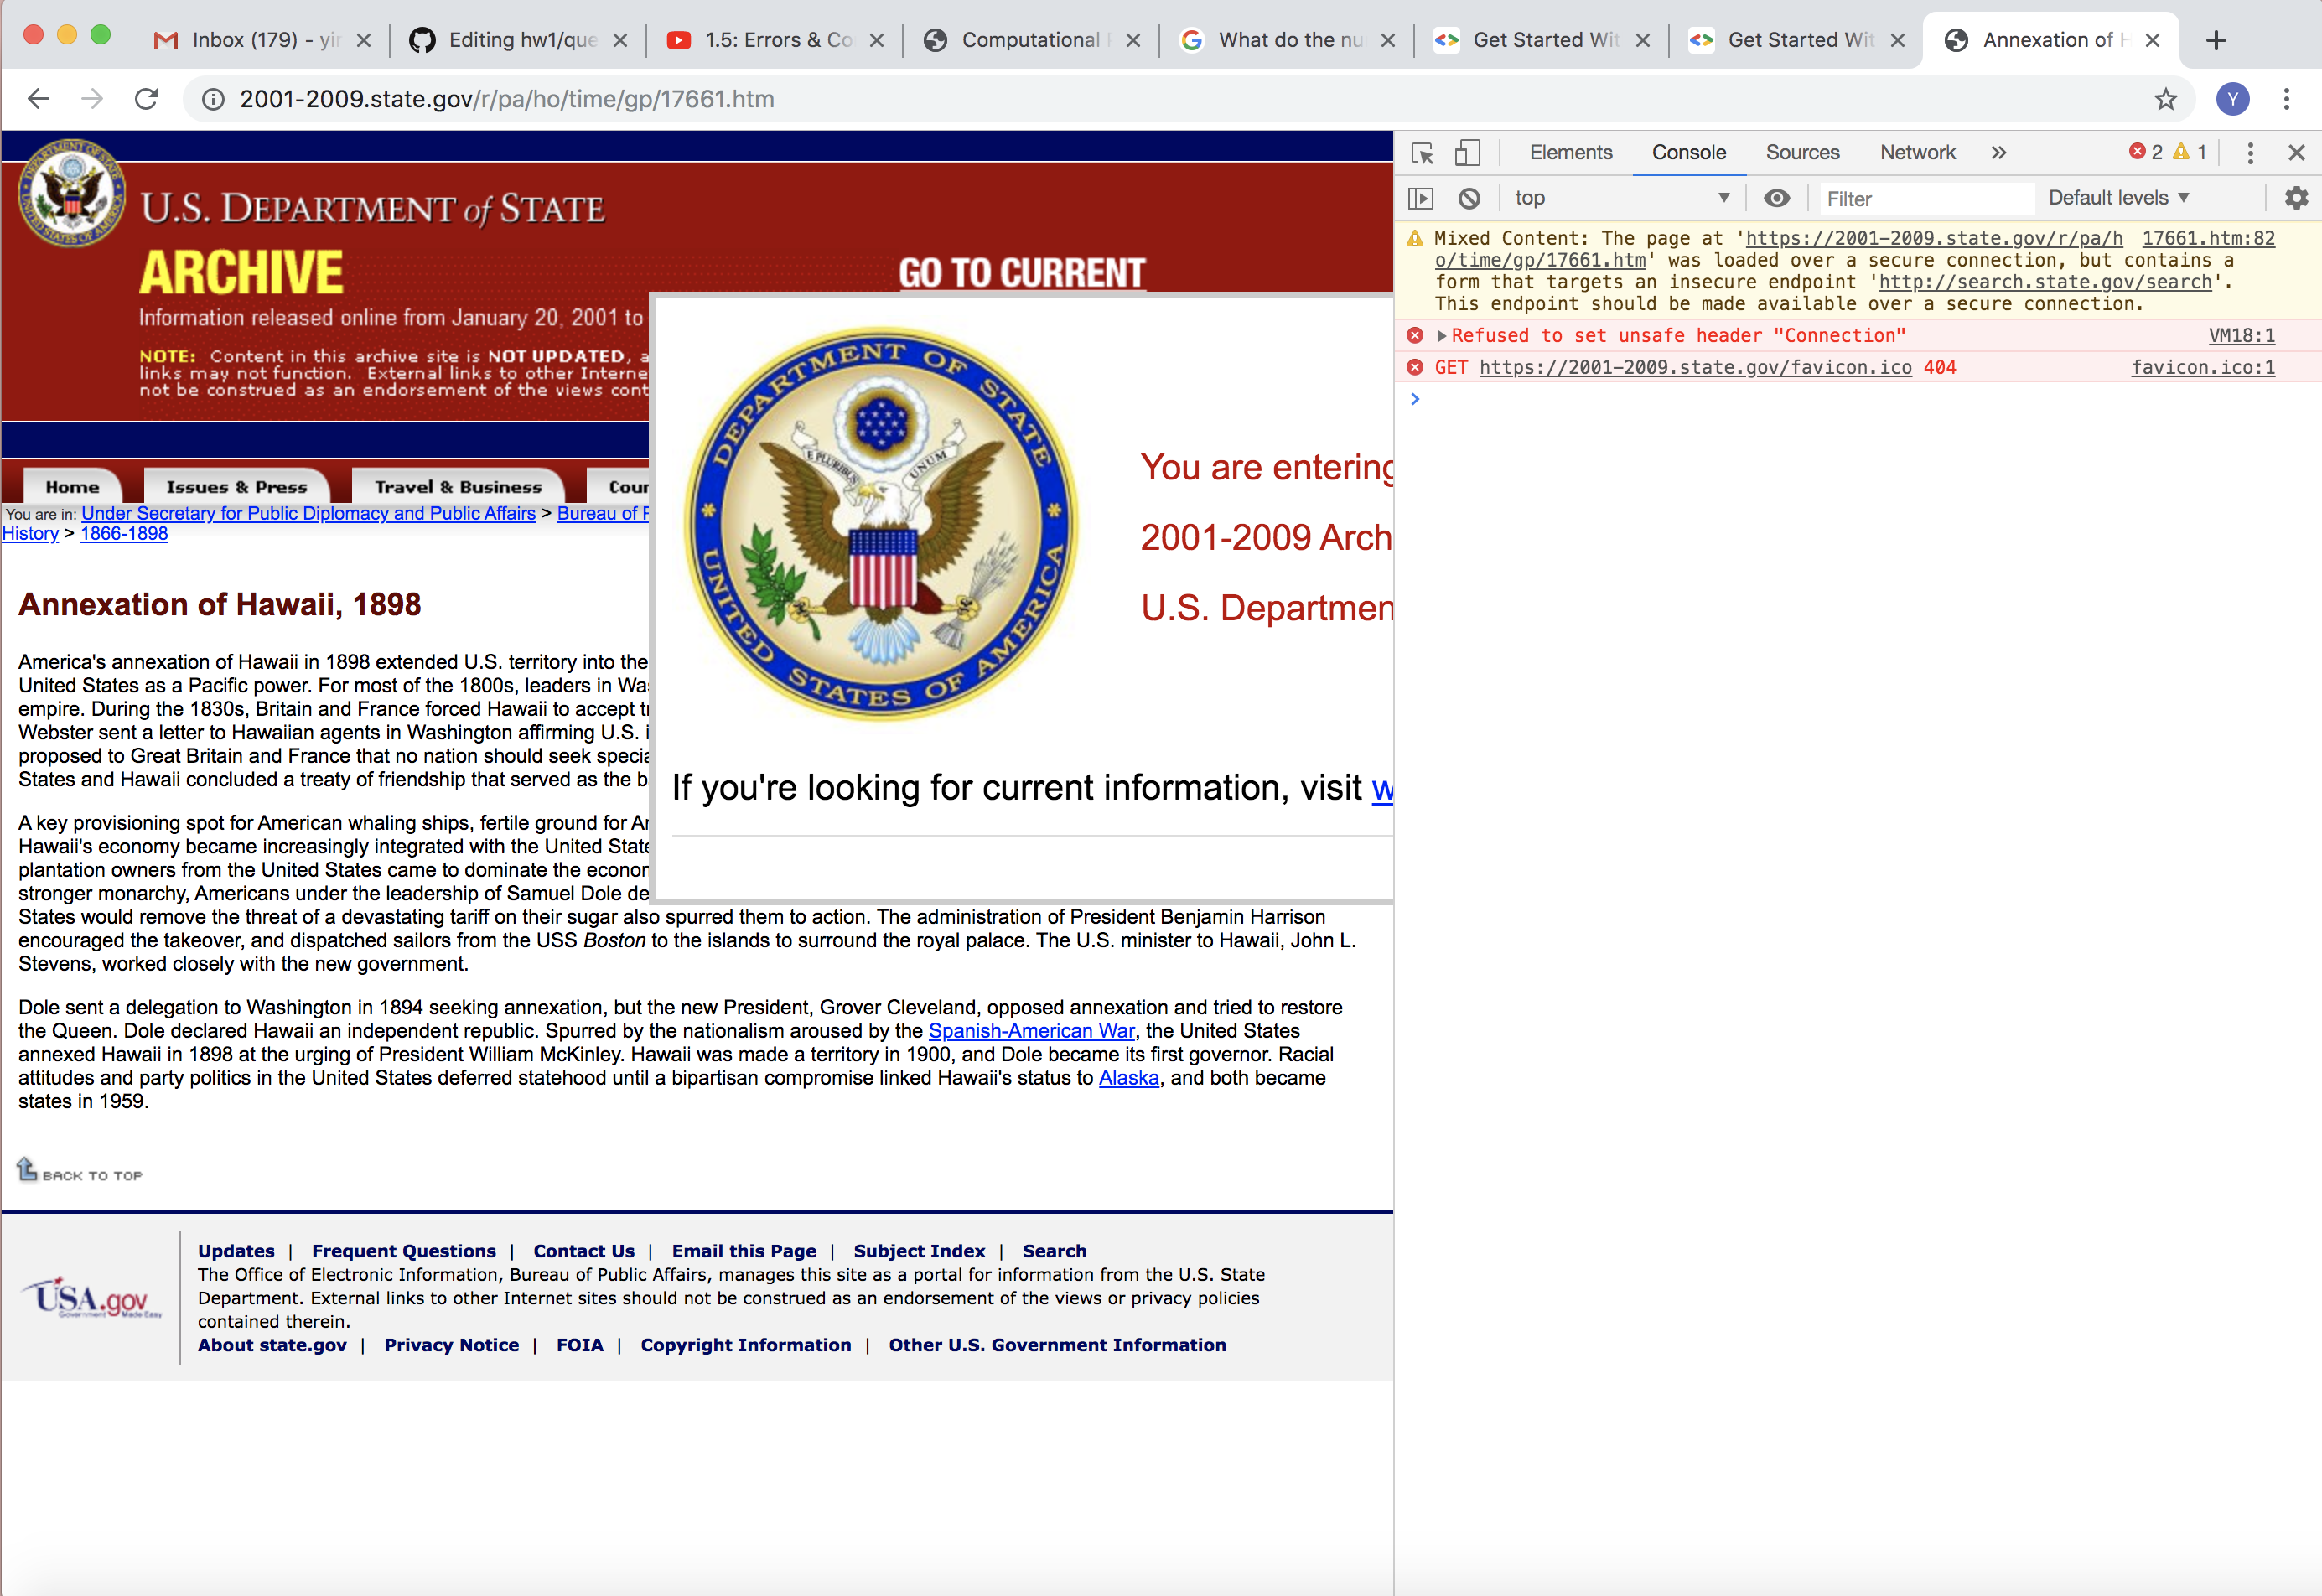 Inbox (179) - yir
Editing hw1/que
1.5: Errors & Co
Computational
What do the nu
Get Started Wit
Get Started Wit
Annexation of H
2001-2009.state.gov/r/pa/ho/time/gp/17661.htm
Y
U.S. DEPARTMENT of STATE
ARCHIVE
GO TO CURRENT
Information released online from January 20, 2001 to
NOTE: Content in this archive site is NOT UPDATED, a
links may not function. External links to other Interne
not be construed as an endorsement of the views cont
Home
Issues & Press
Travel & Business
Cour
You are in: Under Secretary for Public Diplomacy and Public Affairs > Bureau of P
History > 1866-1898
Annexation of Hawaii, 1898
America's annexation of Hawaii in 1898 extended U.S. territory into the
United States as a Pacific power. For most of the 1800s, leaders in Was
empire. During the 1830s, Britain and France forced Hawaii to accept tr
Webster sent a letter to Hawaiian agents in Washington affirming U.S. i
proposed to Great Britain and France that no nation should seek specia
States and Hawaii concluded a treaty of friendship that served as the b
A key provisioning spot for American whaling ships, fertile ground for Am
Hawaii's economy became increasingly integrated with the United State
plantation owners from the United States came to dominate the econor
stronger monarchy, Americans under the leadership of Samuel Dole de
States would remove the threat of a devastating tariff on their sugar also spurred them to action. The administration of President Benjamin Harrison
encouraged the takeover, and dispatched sailors from the USS Boston to the islands to surround the royal palace. The U.S. minister to Hawaii, John L.
Stevens, worked closely with the new government.
Dole sent a delegation to Washington in 1894 seeking annexation, but the new President, Grover Cleveland, opposed annexation and tried to restore
the Queen. Dole declared Hawaii an independent republic. Spurred by the nationalism aroused by the Spanish-American War, the United States
annexed Hawaii in 1898 at the urging of President William McKinley. Hawaii was made a territory in 1900, and Dole became its first governor. Racial
attitudes and party politics in the United States deferred statehood until a bipartisan compromise linked Hawaii's status to Alaska, and both became
states in 1959.
BACK TO TOP
DEPARTMENT OF STATE
E PLURIBUS UNUM
UNITED STATES OF AMERICA
You are entering
2001-2009 Arch
U.S. Departmen
If you're looking for current information, visit w
USA.gov
Government Made Easy
Updates | Frequent Questions | Contact Us | Email this Page | Subject Index | Search
The Office of Electronic Information, Bureau of Public Affairs, manages this site as a portal for information from the U.S. State
Department. External links to other Internet sites should not be construed as an endorsement of the views or privacy policies
contained therein.
About state.gov | Privacy Notice | FOIA | Copyright Information | Other U.S. Government Information
Elements
Console
Sources
Network
2
1
top
Filter
Default levels
Mixed Content: The page at 'https://2001-2009.state.gov/r/pa/h 17661.htm:82
o/time/gp/17661.htm' was loaded over a secure connection, but contains a
form that targets an insecure endpoint 'http://search.state.gov/search'.
This endpoint should be made available over a secure connection.
Refused to set unsafe header "Connection" VM18:1
GET https://2001-2009.state.gov/favicon.ico 404 favicon.ico:1